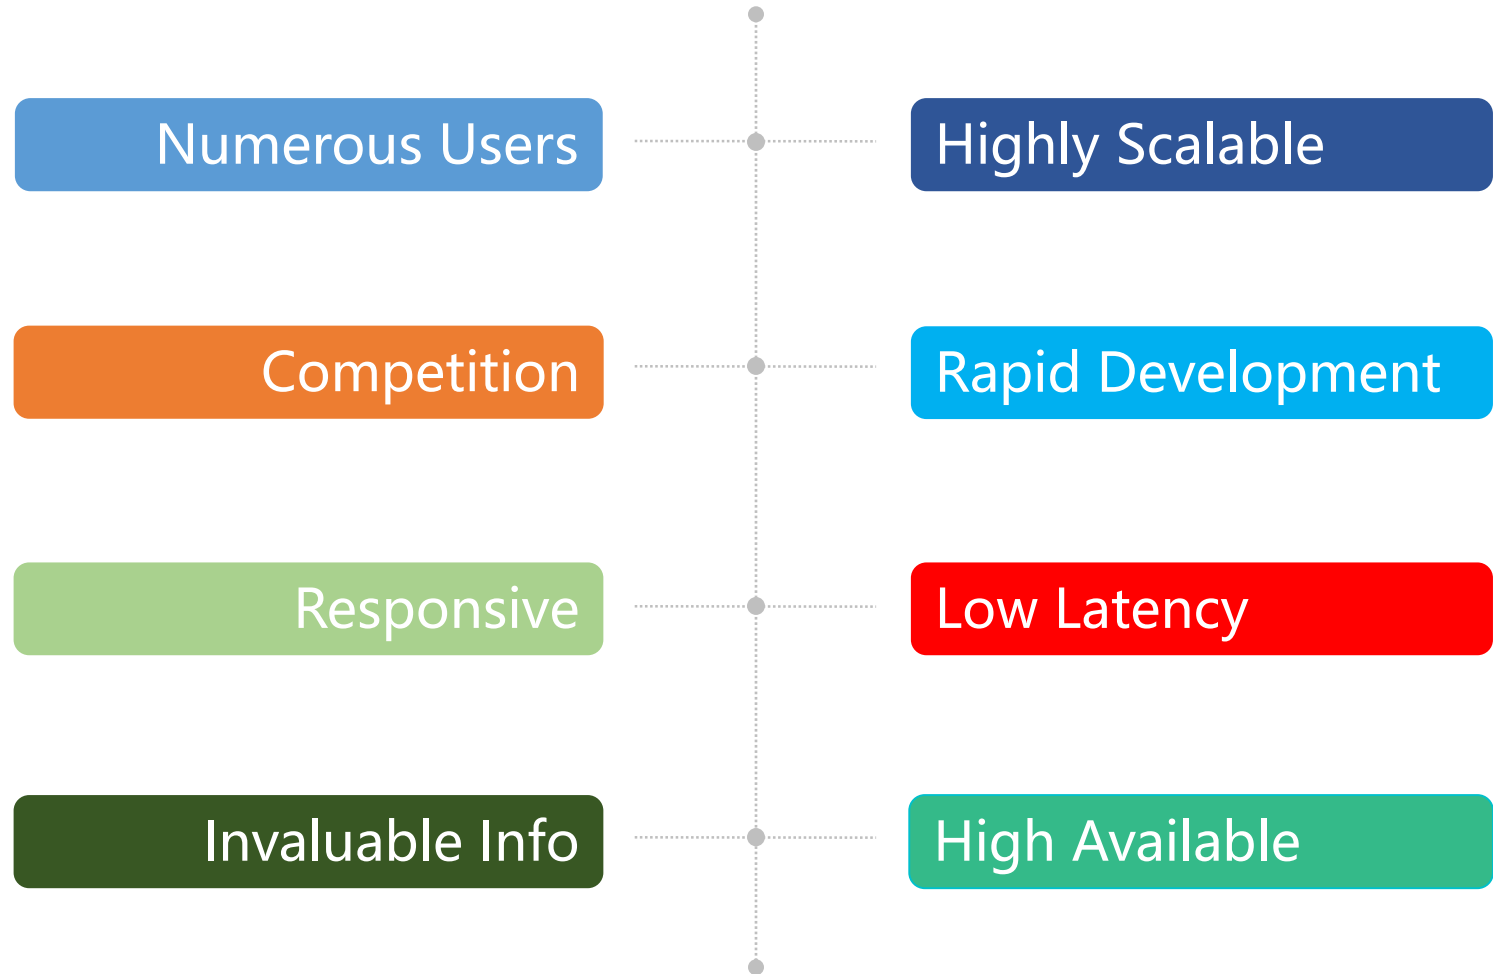 Numerous Users
Highly Scalable
Competition
Rapid Development
Responsive
Low Latency
Invaluable Info
High Available